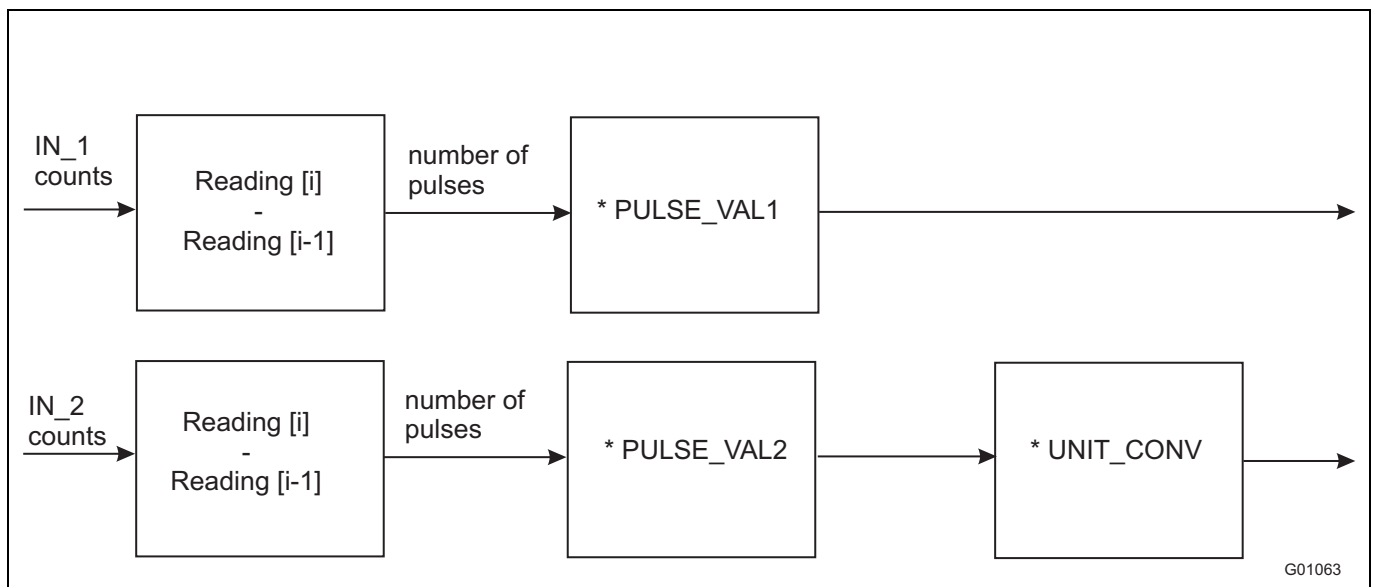 IN_1
counts
Reading [i]
-
Reading [i-1]
number of
pulses
* PULSE_VAL1
IN_2
counts
Reading [i]
-
Reading [i-1]
number of
pulses
* PULSE_VAL2
* UNIT_CONV
G01063